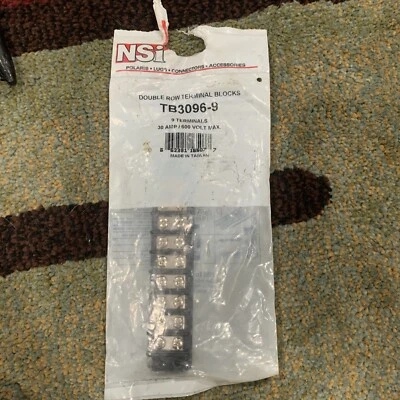 NSi
POLARIS • LUGS • CONNECTORS • ACCESSORIES
DOUBLE ROW TERMINAL BLOCKS
TB3096-9
9 TERMINALS
30 AMP / 600 VOLT MAX.
MADE IN TAIWAN